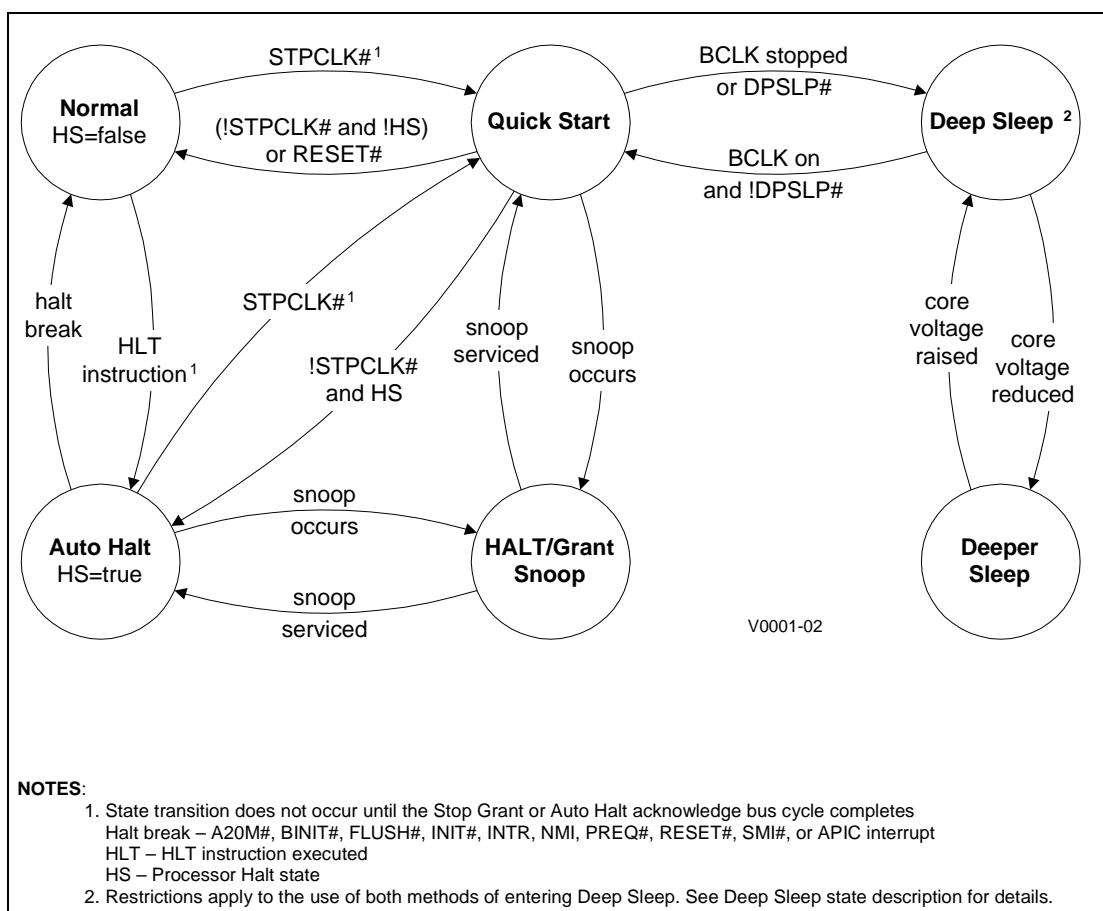 STPCLK# 1
BCLK stopped
or DPSLP#
Normal
HS=false
Quick Start
Deep Sleep 2
(!STPCLK# and !HS)
or RESET#
BCLK on
and !DPSLP#
halt
break
HLT
instruction 1
STPCLK# 1
!STPCLK#
and HS
snoop
serviced
snoop
occurs
core
voltage
raised
core
voltage
reduced
snoop
occurs
Auto Halt
HS=true
HALT/Grant
Snoop
Deeper
Sleep
snoop
serviced
V0001-02
NOTES:
1. State transition does not occur until the Stop Grant or Auto Halt acknowledge bus cycle completes
Halt break – A20M#, BINIT#, FLUSH#, INIT#, INTR, NMI, PREQ#, RESET#, SMI#, or APIC interrupt
HLT – HLT instruction executed
HS – Processor Halt state
2. Restrictions apply to the use of both methods of entering Deep Sleep. See Deep Sleep state description for details.